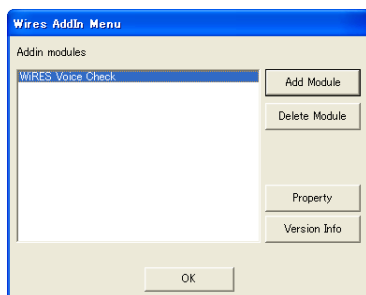 Wires AddIn Menu
Addin modules
WiRES Voice Check
Add Module
Delete Module
Property
Version Info
OK